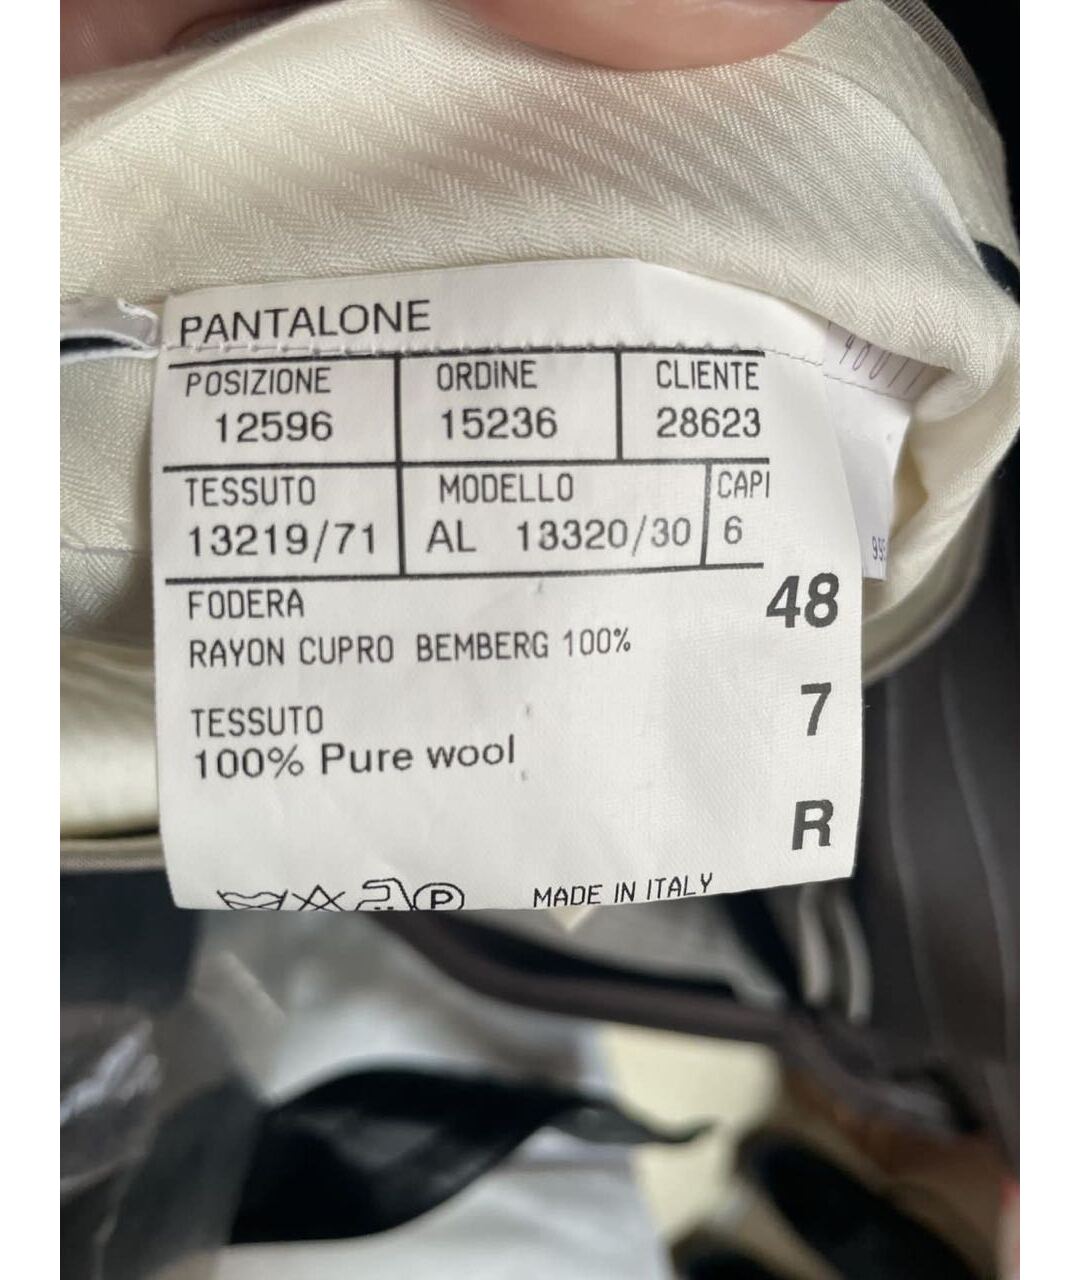 PANTALONE
POSIZIONE ORDINE CLIENTE
12596 15236 28623
TESSUTO MODELLO CAPI
13219/71 AL 13320/30 6
FODERA 48
RAYON CUPRO BEMBERG 100%
TESSUTO 7
100% Pure wool
R
P
MADE IN ITALY